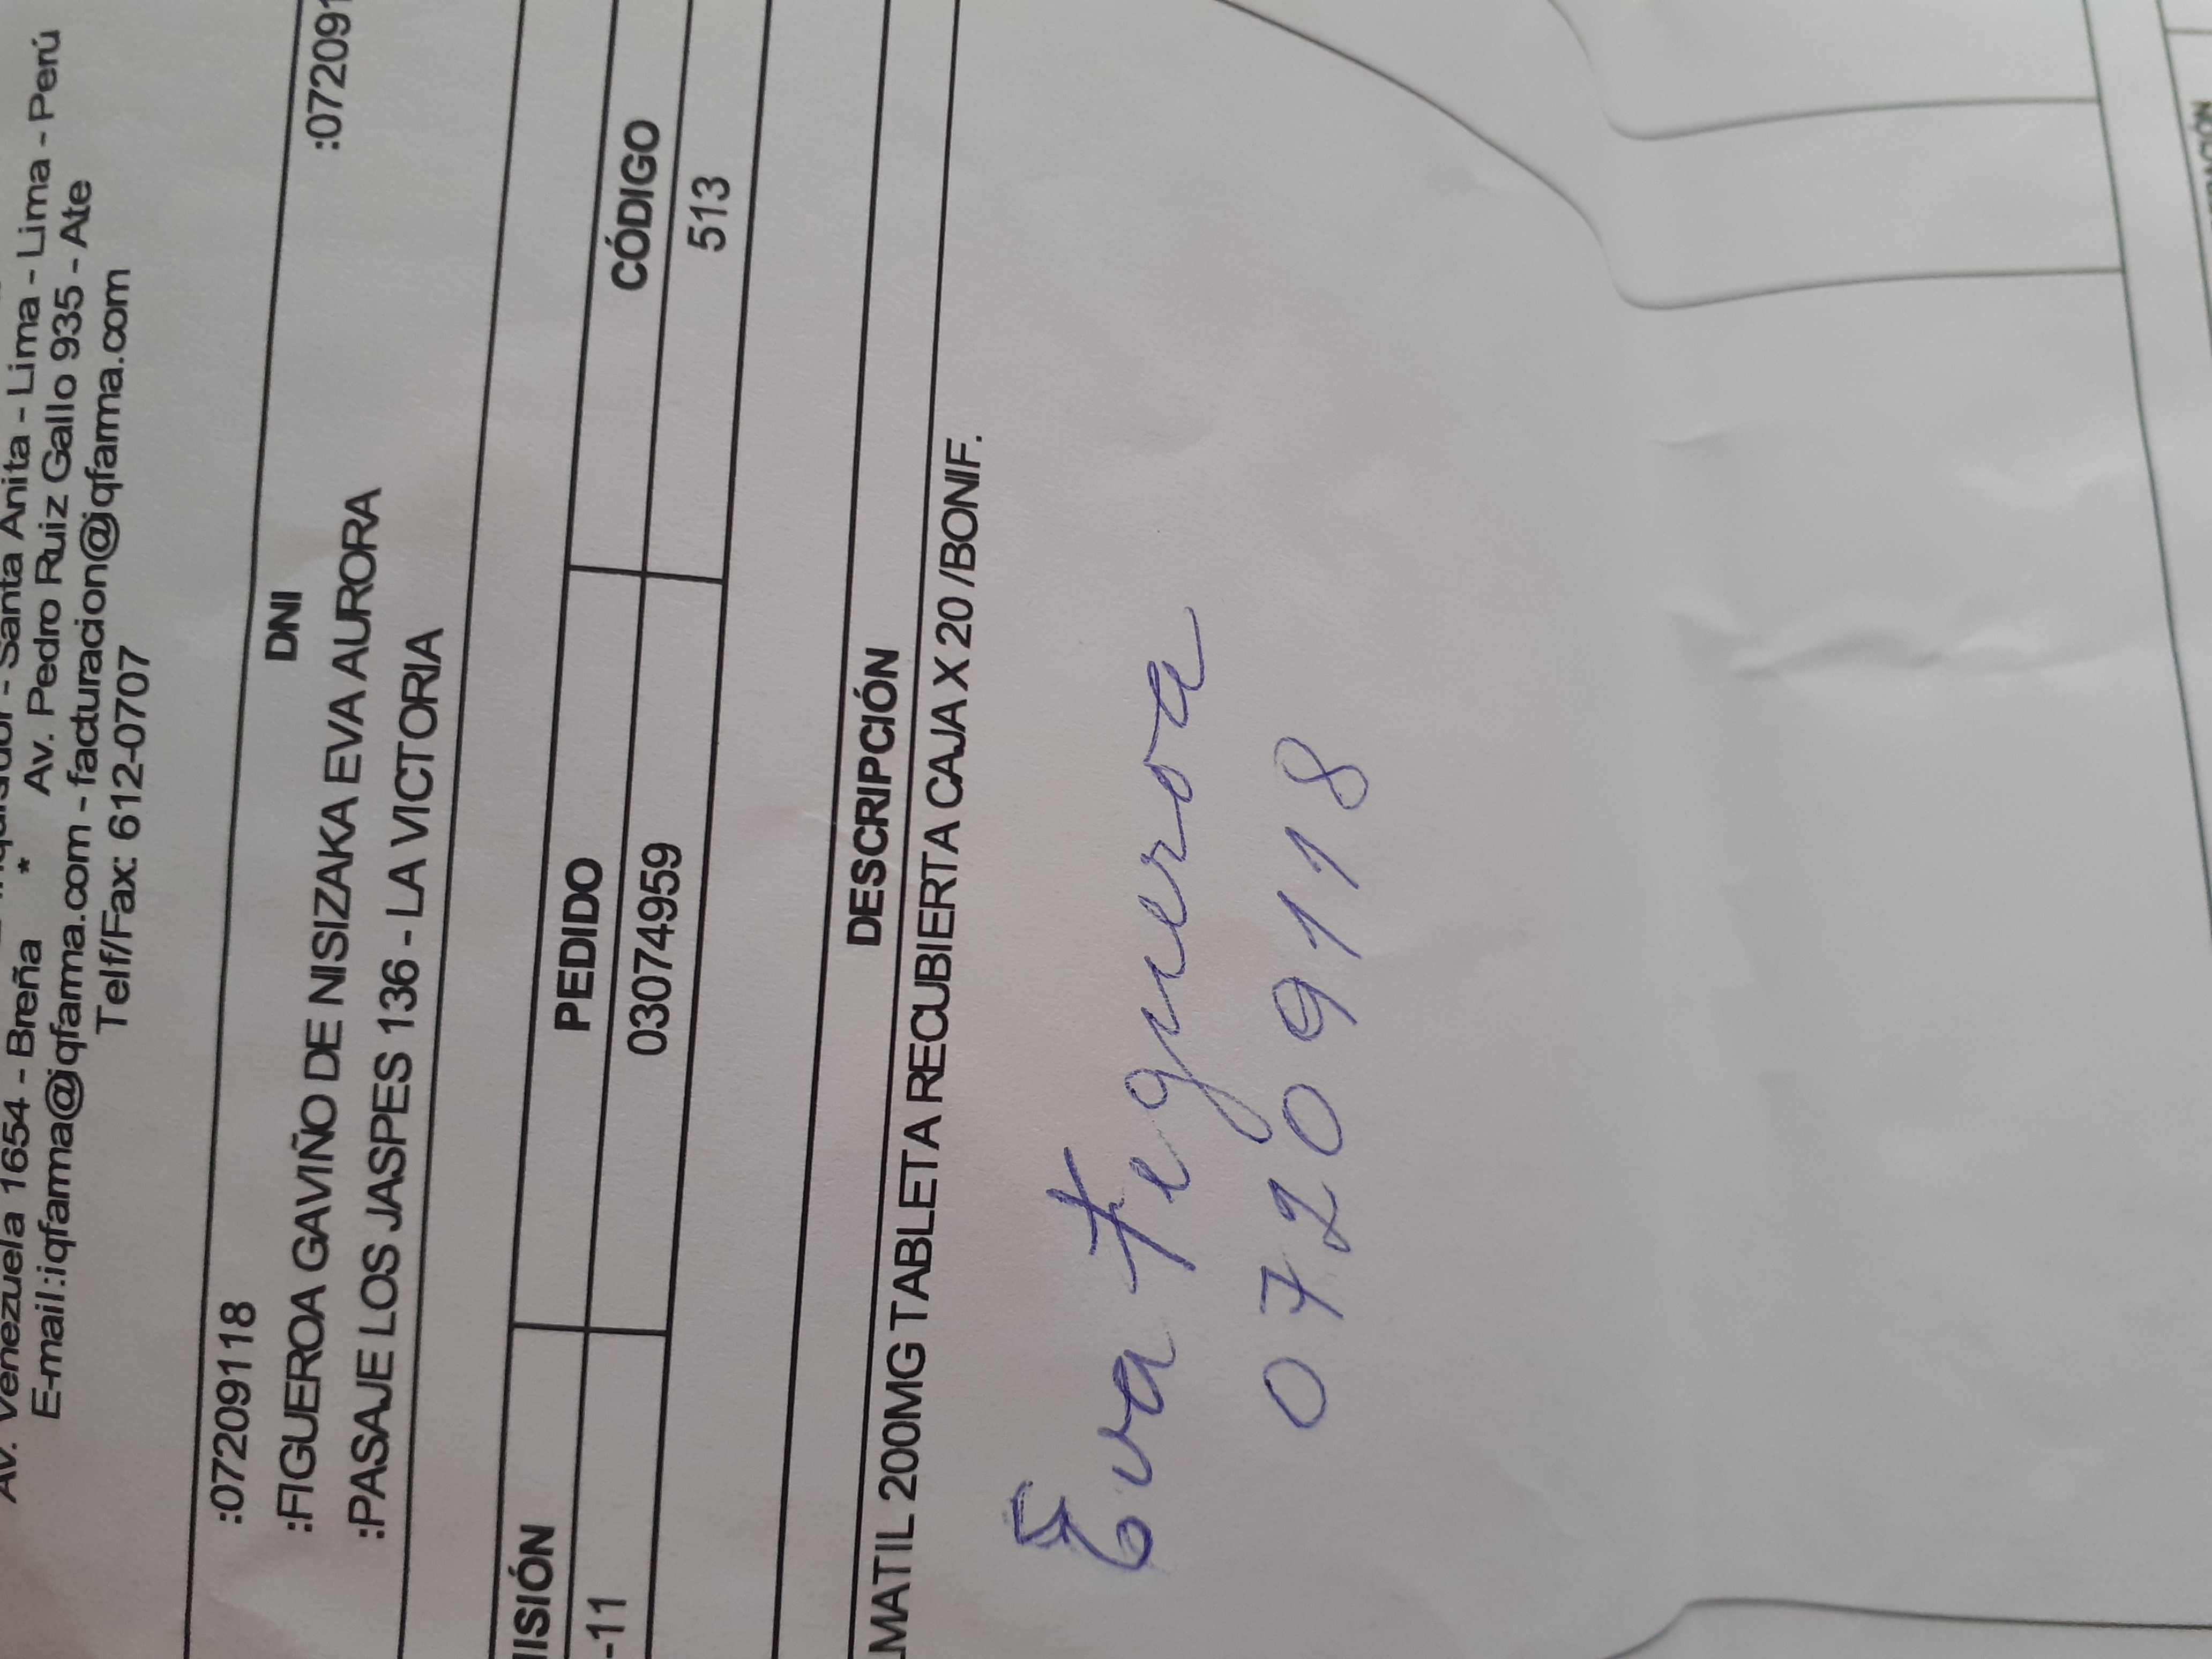 Av. Venezuela 1654 - Breña * Av. Pedro Ruiz Gallo 935 - Ate
Santa Anita - Lima - Lima - Perú
E-mail:iqfarma@iqfarma.com - facturacion@iqfarma.com
Telf/Fax: 612-0707
:07209118 DNI :072091
:FIGUEROA GAVIÑO DE NISIZAKA EVA AURORA
:PASAJE LOS JASPES 136 - LA VICTORIA
ISIÓN PEDIDO CÓDIGO
-11 030749959 513
DESCRIPCIÓN
MATIL 200MG TABLETA RECUBIERTA CAJA X 20 /BONIF.
Eva Figueroa
07209118